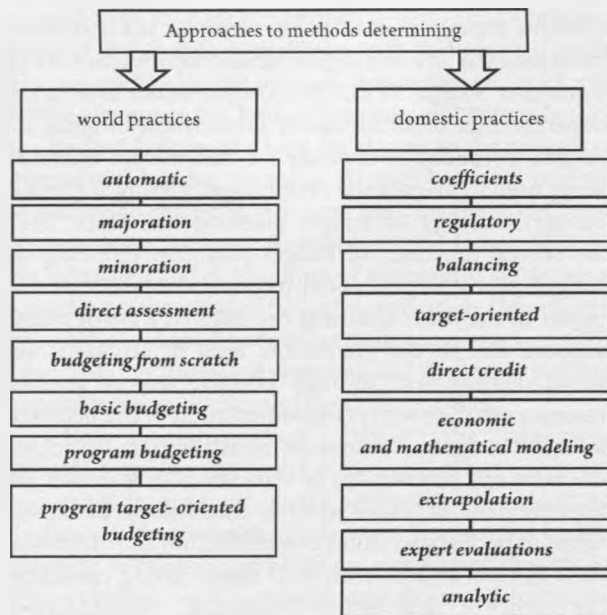 Approaches to methods determining
world practices
automatic
majoration
minoration
direct assessment
budgeting from scratch
basic budgeting
program budgeting
program target-oriented
budgeting
domestic practices
coefficients
regulatory
balancing
target-oriented
direct credit
economic
and mathematical modeling
extrapolation
expert evaluations
analytic